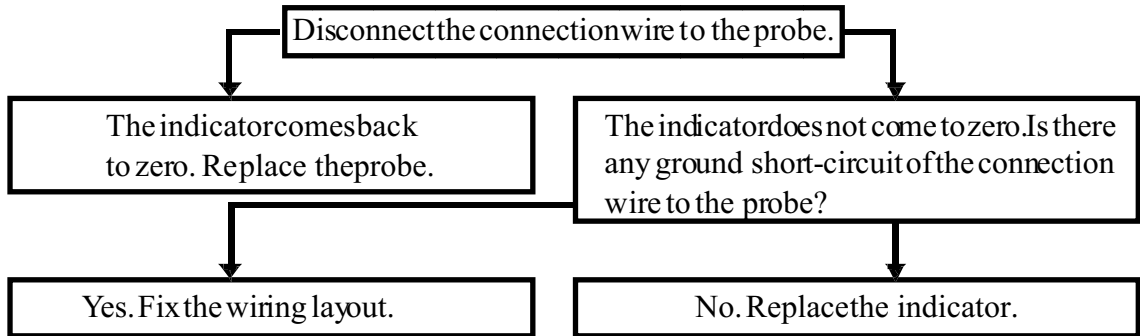 Disconnect the connection wire to the probe.
The indicator comes back
to zero. Replace the probe.
The indicator does not come to zero. Is there
any ground short-circuit of the connection
wire to the probe?
Yes. Fix the wiring layout.
No. Replace the indicator.